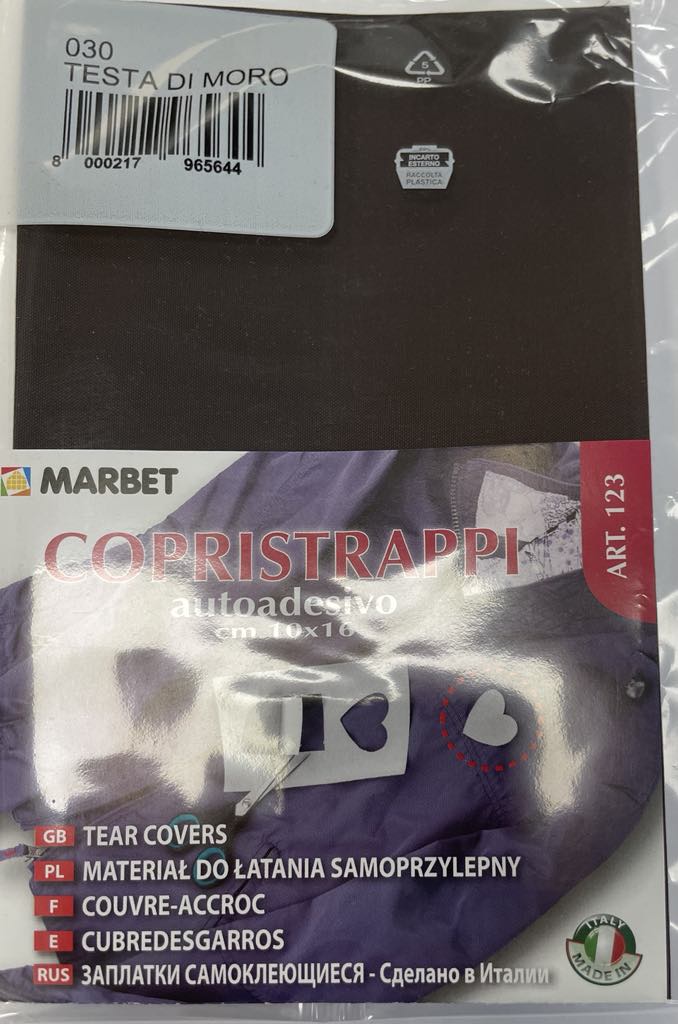 030
TESTA DI MORO
8 000217 965644
5
PP
INCARTO
ESTERNO
RACCOLTA
PLASTICA
MARBET
ART. 123
COPRISTRAPPI
autoadesivo
cm 10x16
GB TEAR COVERS
PL MATERIAŁ DO ŁATANIA SAMOPRZYLEPNY
F COUVRE-ACCROC
E CUBREDESGARROS
RUS ЗАПЛАТКИ САМОКЛЕЮЩИЕСЯ - Сделано в Италии
ITALY
MADE IN